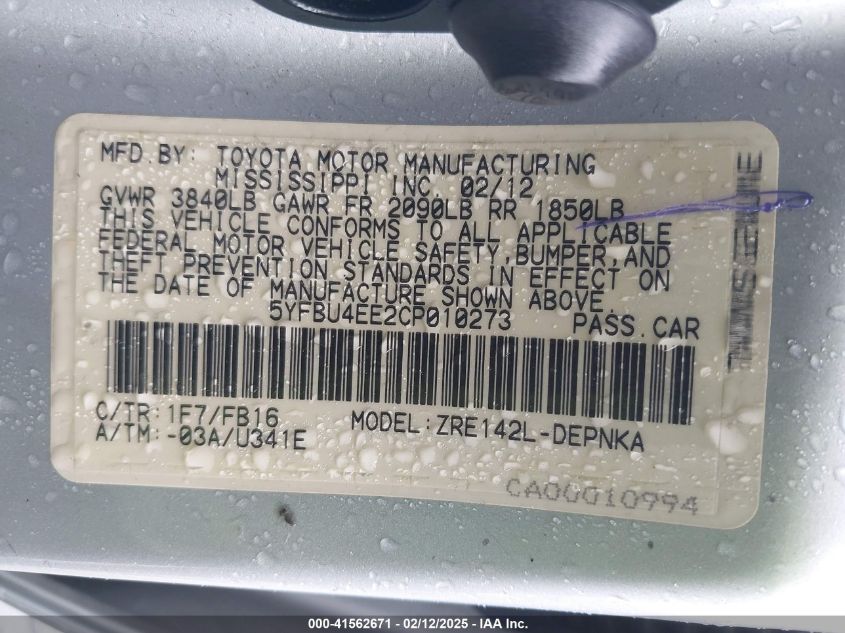 MFD.BY: TOYOTA MOTOR MANUFACTURING
MISSISSIPPI INC. 02/12
GVWR 3840LB GAWR FR 2090LB RR 1850LB
THIS VEHICLE CONFORMS TO ALL APPLICABLE
FEDERAL MOTOR VEHICLE SAFETY,BUMPER,AND
THEFT PREVENTION STANDARDS IN EFFECT ON
THE DATE OF MANUFACTURE SHOWN ABOVE.
5YFBU4EE2CP010273 PASS.CAR
C/TR:1F7/FB16 MODEL:ZRE142L-DEPNKA
A/TM:-03A/U341E
CA00010994
000-41562671 - 02/12/2025 - IAA Inc.